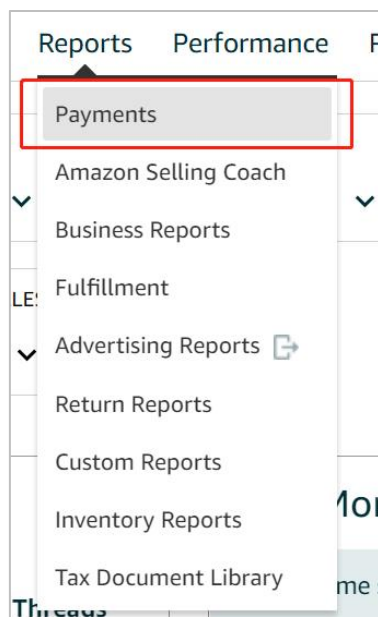 Reports Performance
Payments
Amazon Selling Coach
Business Reports
Fulfillment
Advertising Reports
Return Reports
Custom Reports
Inventory Reports
Tax Document Library
Threads